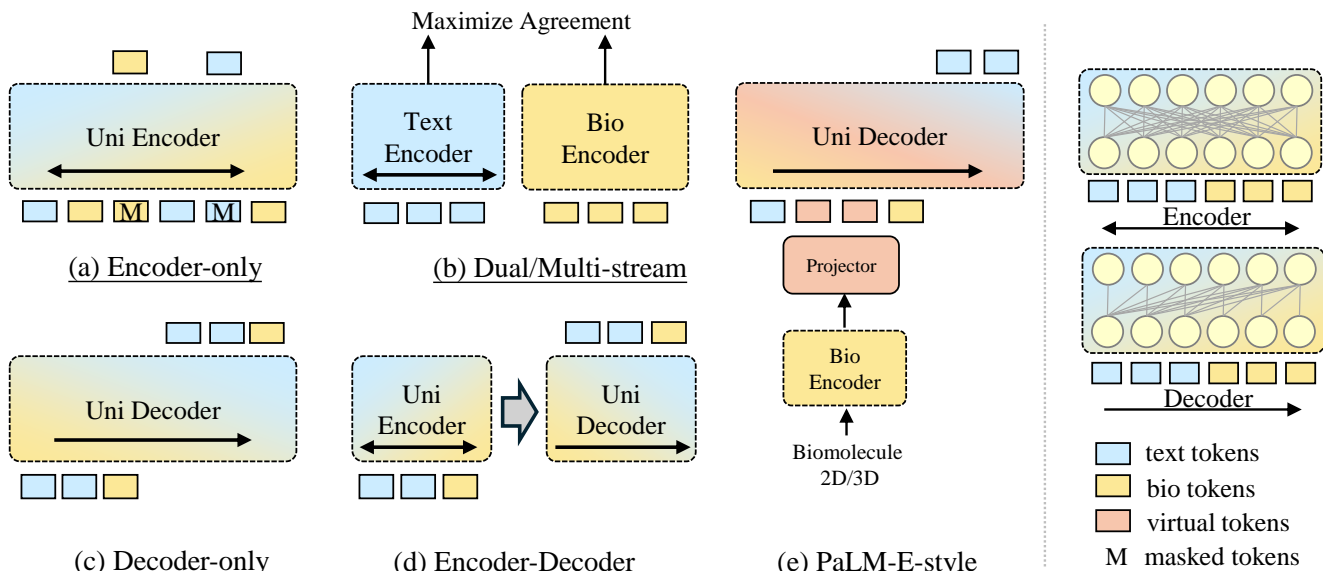 Maximize Agreement
Uni Encoder
M
M
(a) Encoder-only
Text
Encoder
Bio
Encoder
(b) Dual/Multi-stream
Uni Decoder
Projector
Bio
Encoder
Biomolecule
2D/3D
(e) PaLM-E-style
Uni Decoder
(c) Decoder-only
Uni
Encoder
Uni
Decoder
(d) Encoder-Decoder
Encoder
Decoder
text tokens
bio tokens
virtual tokens
M masked tokens